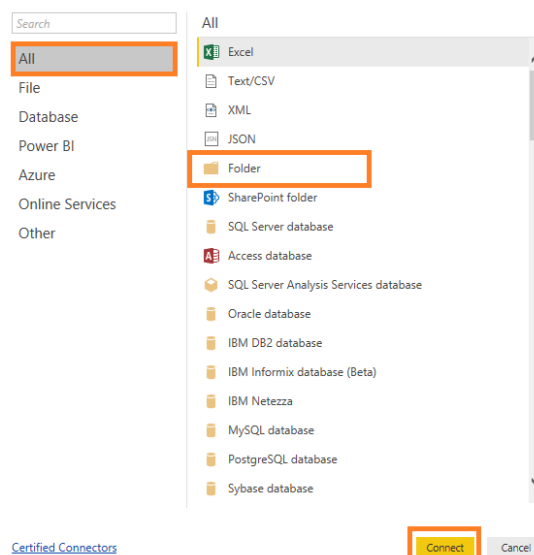 Search
All
File
Database
Power BI
Azure
Online Services
Other
All
Excel
Text/CSV
XML
JSON
Folder
SharePoint folder
SQL Server database
Access database
SQL Server Analysis Services database
Oracle database
IBM DB2 database
IBM Informix database (Beta)
IBM Netezza
MySQL database
PostgreSQL database
Sybase database
Certified Connectors
Connect
Cancel